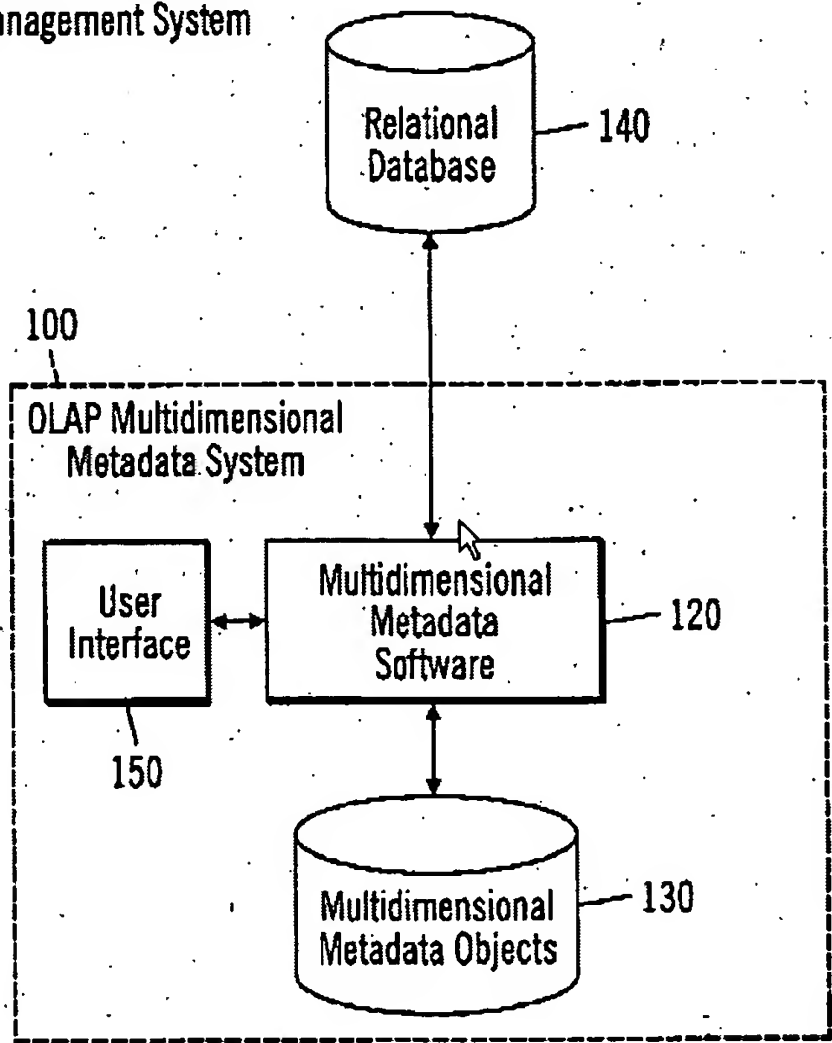 Management System
Relational
Database
140
100
OLAP Multidimensional
Metadata System
User
Interface
Multidimensional
Metadata
Software
120
150
Multidimensional
Metadata Objects
130